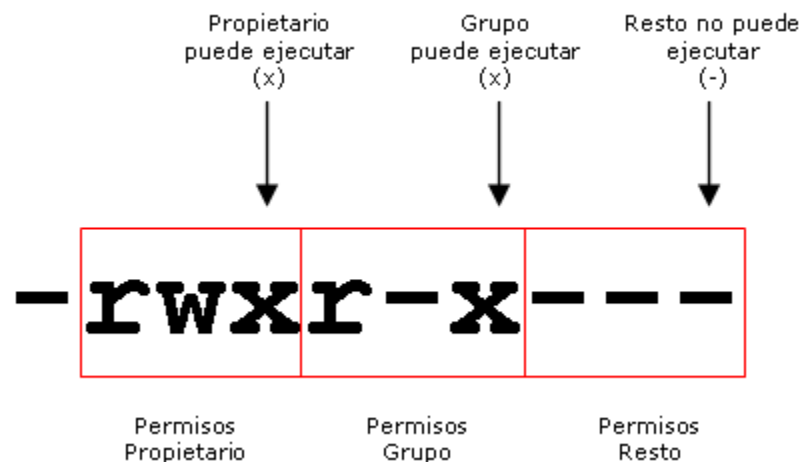 Propietario
puede ejecutar
(x)
Grupo
puede ejecutar
(x)
Resto no puede
ejecutar
(-)
-rwxr-x---
Permisos
Propietario
Permisos
Grupo
Permisos
Resto